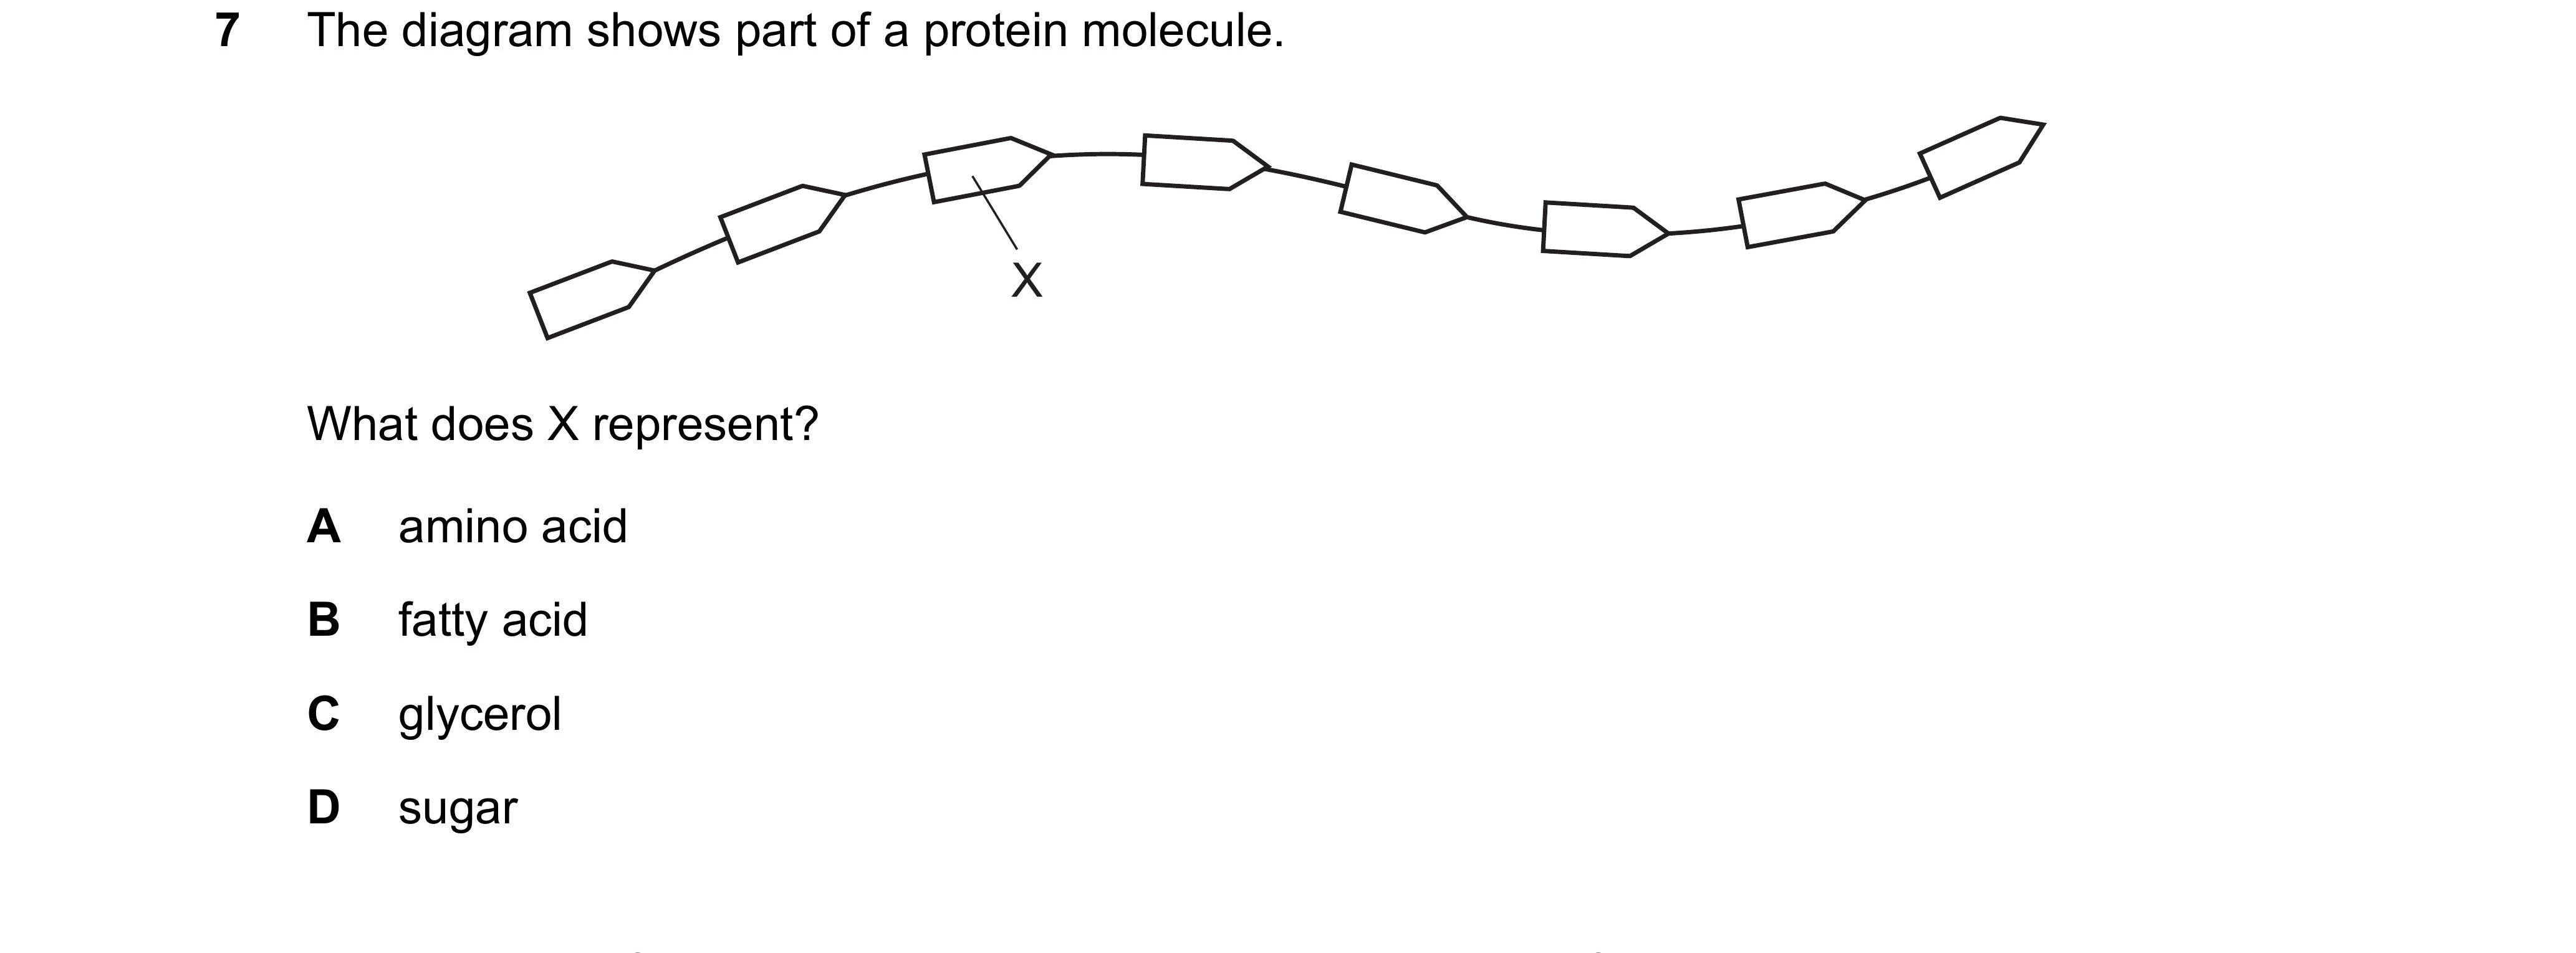 7 The diagram shows part of a protein molecule.
X
What does X represent?
A amino acid
B fatty acid
C glycerol
D sugar